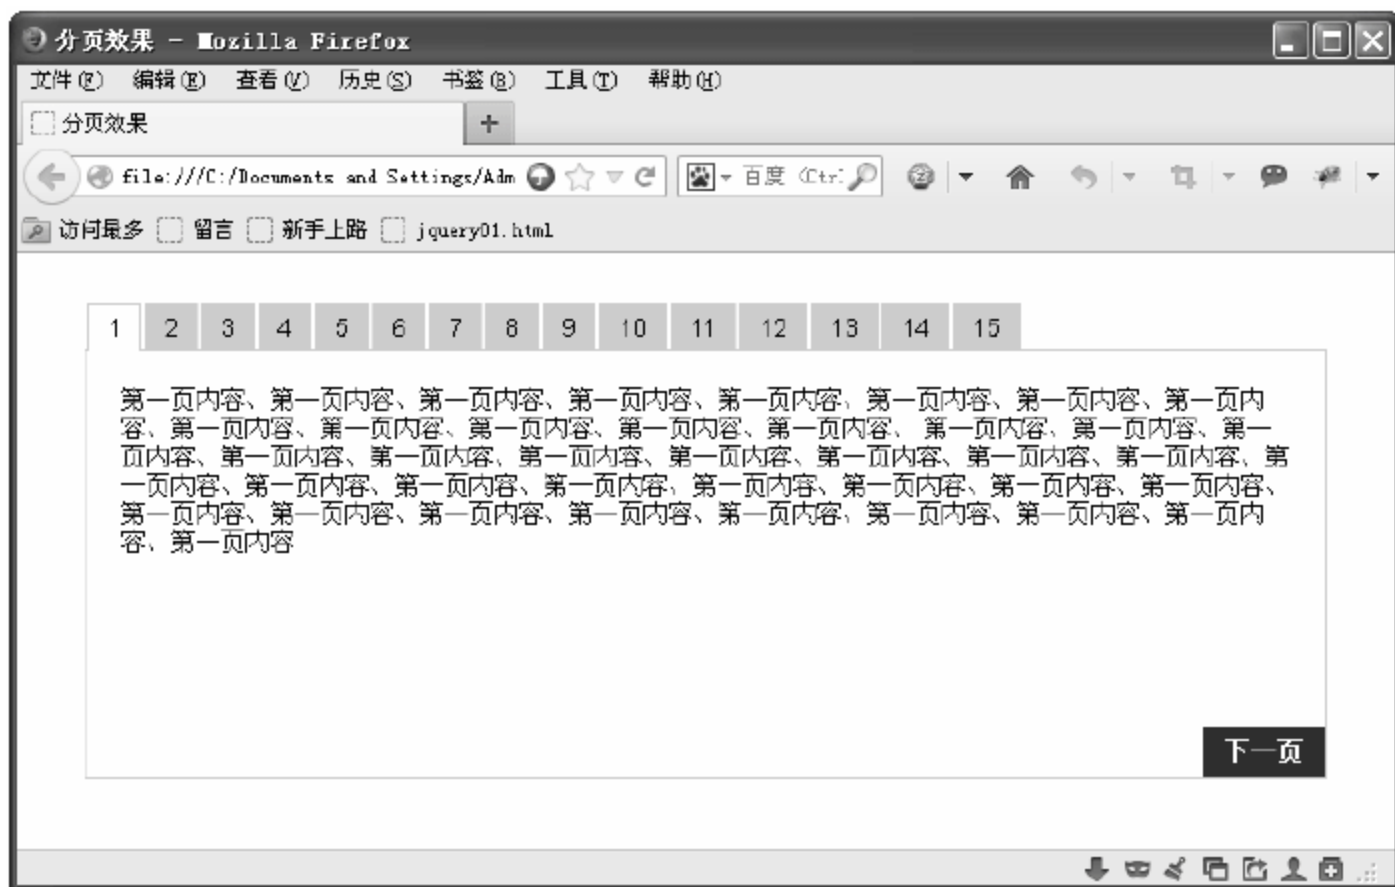 分页效果 - Mozilla Firefox
文件(F) 编辑(E) 查看(V) 历史(S) 书签(B) 工具(T) 帮助(H)
分页效果
file:///C:/Documents and Settings/Adm 百度 (Ctrl
访问最多 留言 新手上路 jquery01.html
1 2 3 4 5 6 7 8 9 10 11 12 13 14 15
第一页内容、第一页内容、第一页内容、第一页内容、第一页内容、第一页内容、第一页内容、第一页内
容、第一页内容、第一页内容、第一页内容、第一页内容、第一页内容、 第一页内容、第一页内容、第一
页内容、第一页内容、第一页内容、第一页内容、第一页内容、第一页内容、第一页内容、第一页内容、第
一页内容、第一页内容、第一页内容、第一页内容、第一页内容、第一页内容、第一页内容、第一页内容、
第一页内容、第一页内容、第一页内容、第一页内容、第一页内容、第一页内容、第一页内容、第一页内
容、第一页内容
下一页